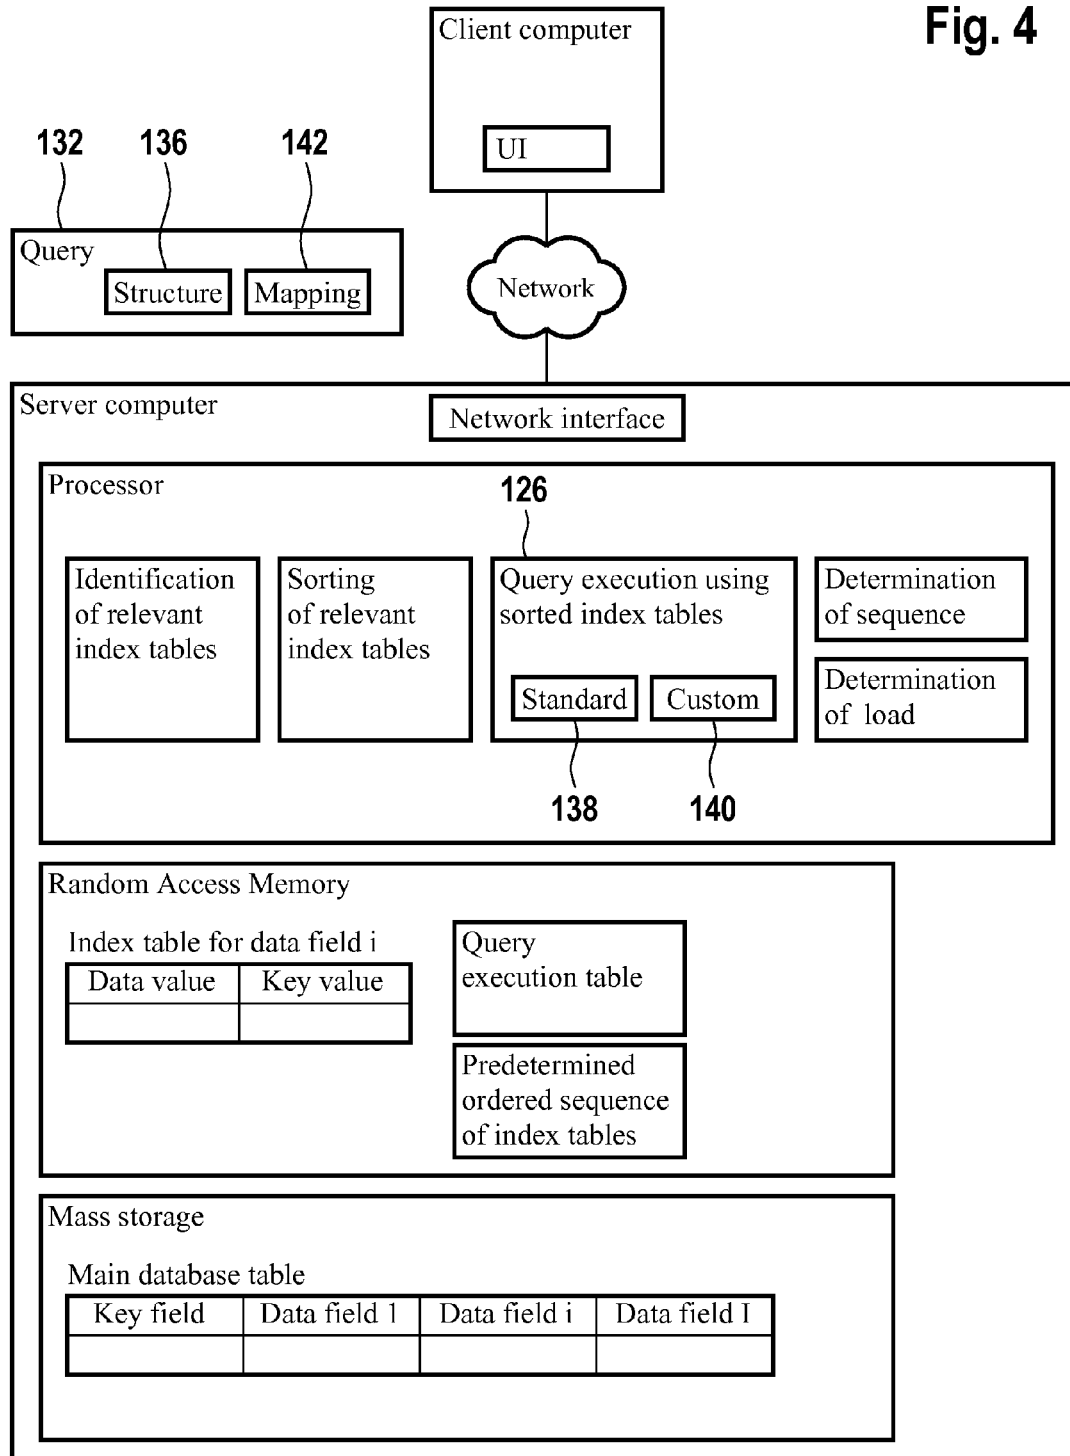 Fig. 4
Client computer
UI
132
136
142
Query
Structure
Mapping
Network
Server computer
Network interface
Processor
126
Identification
of relevant
index tables
Sorting
of relevant
index tables
Query execution using
sorted index tables
Standard
Custom
138
140
Determination
of sequence
Determination
of load
Random Access Memory
Index table for data field i
Data value
Key value
Query
execution table
Predetermined
ordered sequence
of index tables
Mass storage
Main database table
Key field
Data field 1
Data field i
Data field I